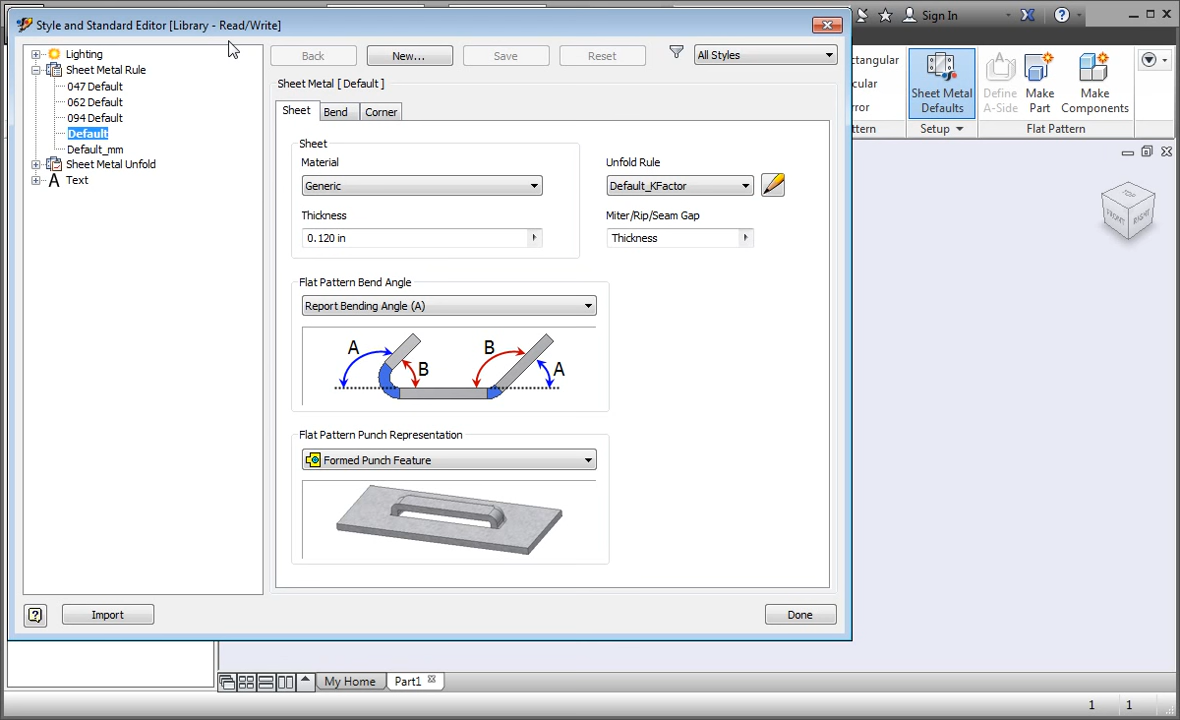 Style and Standard Editor [Library - Read/Write]
Sign In
Lighting
Sheet Metal Rule
047 Default
062 Default
094 Default
Default
Default_mm
Sheet Metal Unfold
A Text
Back
New...
Save
Reset
All Styles
Sheet Metal [ Default ]
Sheet
Bend
Corner
Sheet
Material
Generic
Thickness
0.120 in
Unfold Rule
Default_KFactor
Miter/Rip/Seam Gap
Thickness
Flat Pattern Bend Angle
Report Bending Angle (A)
A
B
B
A
Flat Pattern Punch Representation
Formed Punch Feature
Import
Done
ctangular
cular
rror
ttern
Sheet Metal
Defaults
Setup
Define
A-Side
Make
Part
Make
Components
Flat Pattern
TOP
FRONT
RIGHT
My Home
Part1
1
1